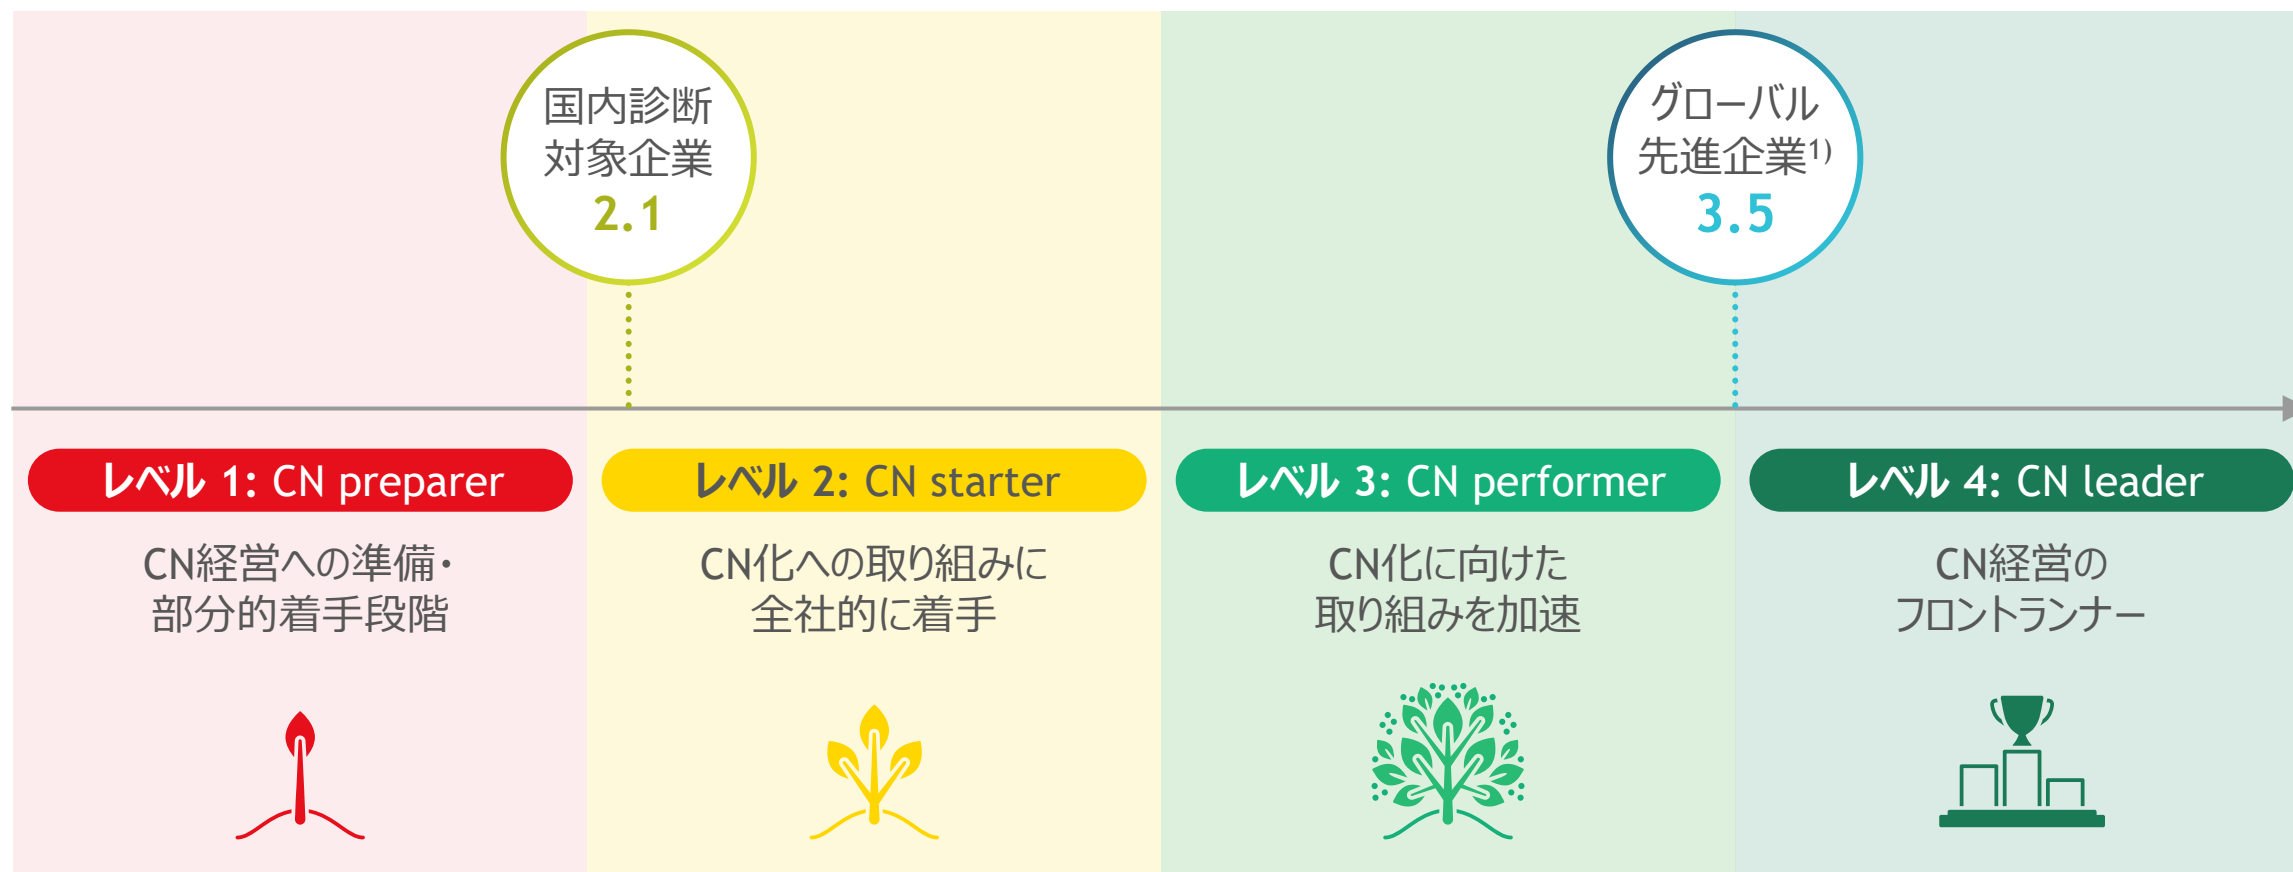 国内診断
対象企業
2.1
グローバル
先進企業1)
3.5
レベル 1: CN preparer
CN経営への準備・
部分的着手段階
レベル 2: CN starter
CN化への取り組みに
全社的に着手
レベル 3: CN performer
CN化に向けた
取り組みを加速
レベル 4: CN leader
CN経営の
フロントランナー